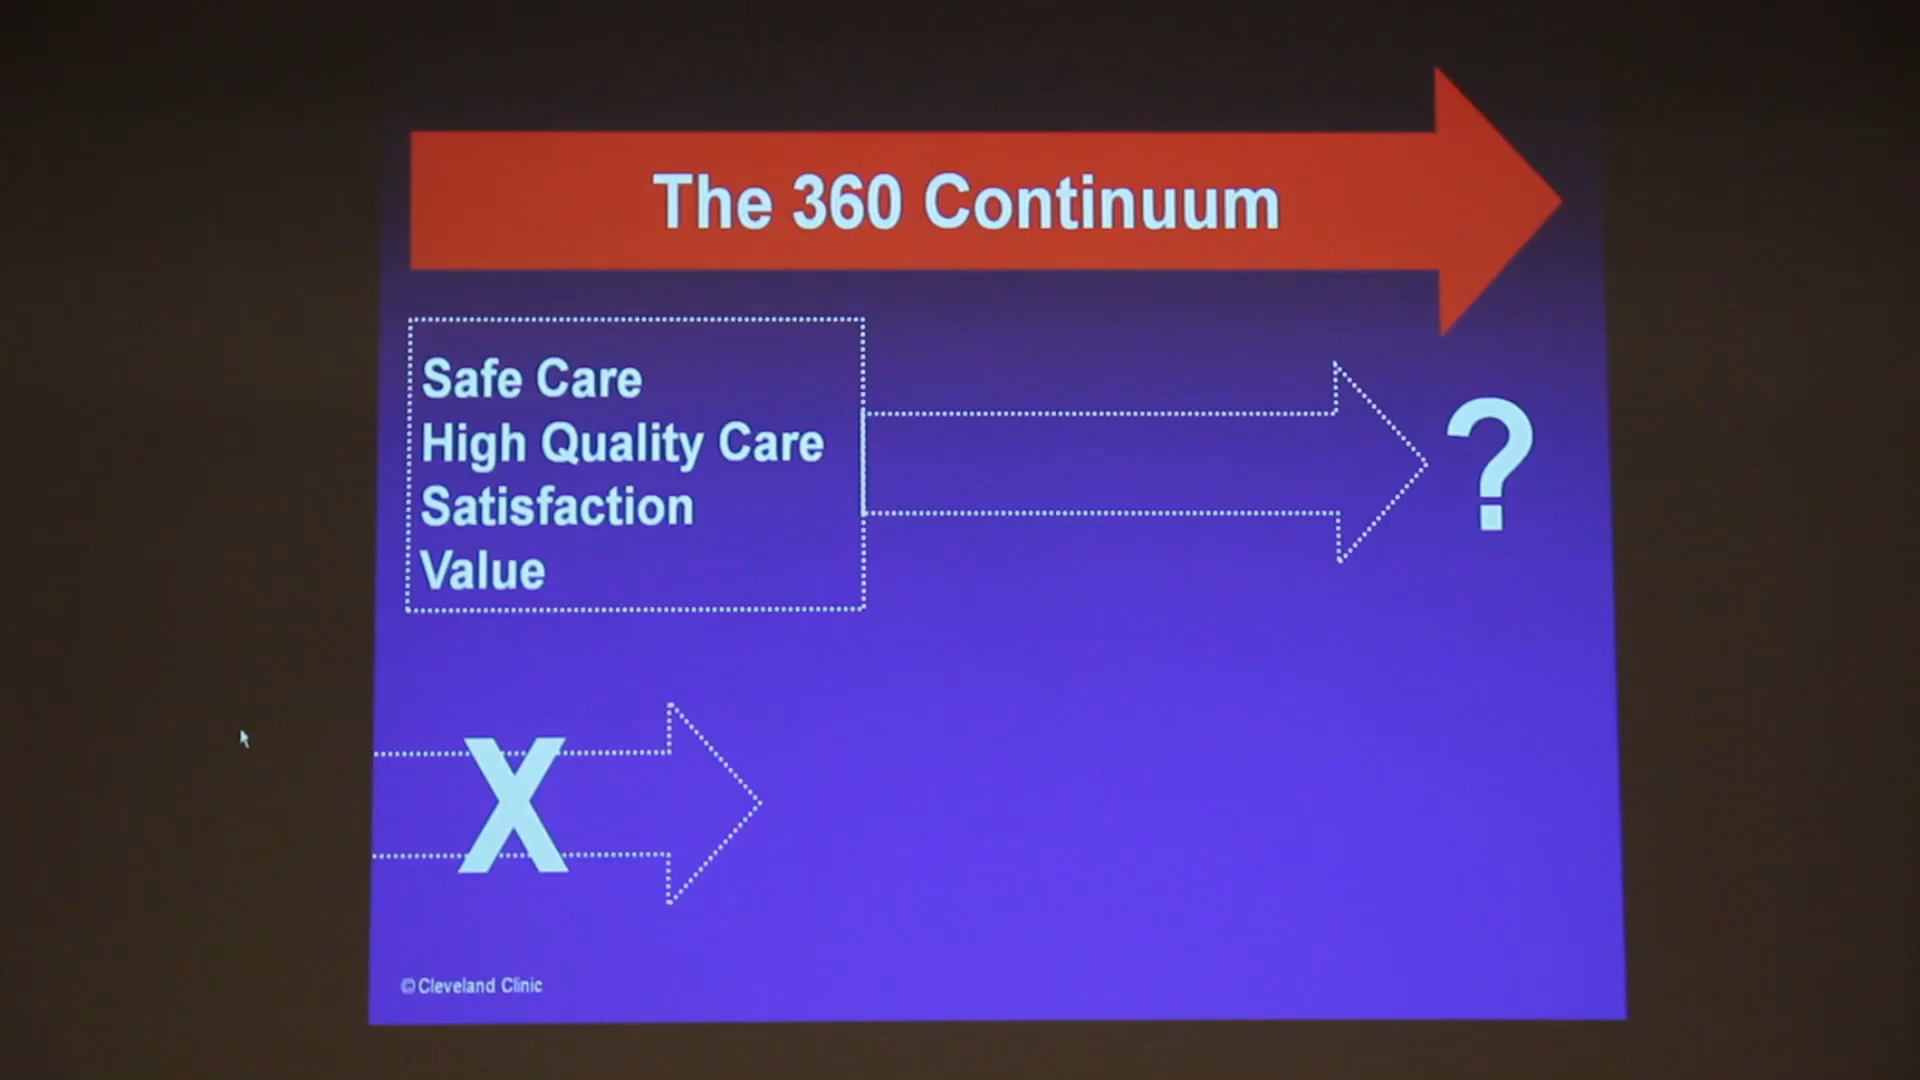 The 360 Continuum
Safe Care
High Quality Care
Satisfaction
Value
?
X
© Cleveland Clinic